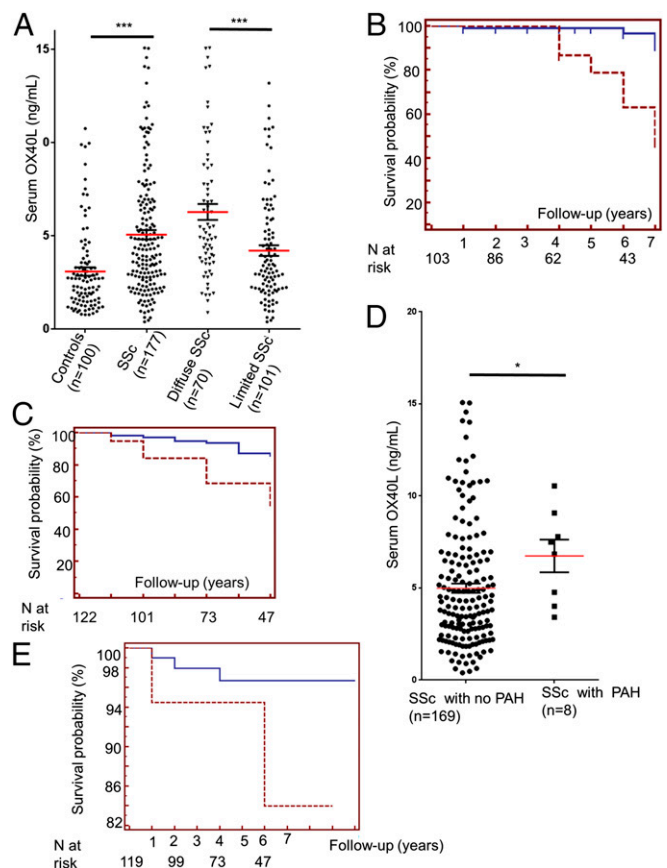 A
***
***
15
0
5
0
Serum OX40L (ng/mL)
Controls
(n=100)
SSc
(n=177)
Diffuse SSc
(n=70)
Limited SSc
(n=101)
B
100
80
60
40
20
0
Survival probability (%)
Follow-up (years)
1 2 3 4 5 6 7
N at
risk
103 86 62 43
C
100
80
60
40
20
Survival probability (%)
Follow-up (years)
N at
risk
122 101 73 47
D
*
20
15
10
5
0
Serum OX40L (ng/mL)
SSc with no PAH
(n=169)
SSc with PAH
(n=8)
E
100
98
94
90
86
84
82
Survival probability (%)
1 2 3 4 5 6 7
Follow-up (years)
N at
risk
119 99 73 47